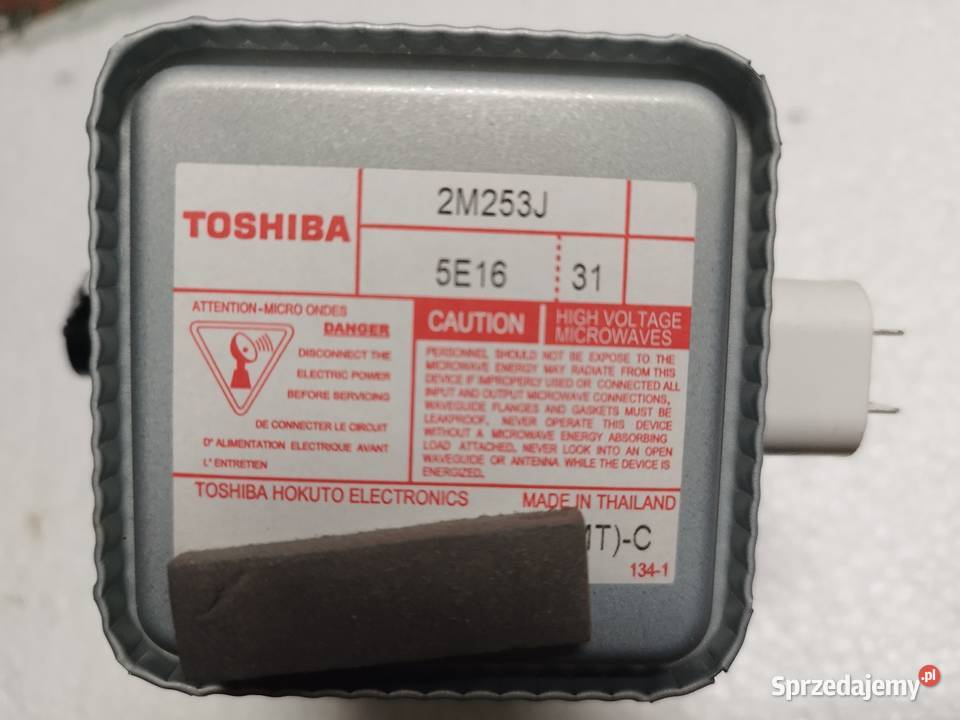 TOSHIBA
2M253J
5E16
31
ATTENTION-MICRO ONDES
DANGER
DISCONNECT THE
ELECTRIC POWER
BEFORE SERVICING
DE CONNECTER LE CIRCUIT
D'ALIMENTATION ELECTRIQUE AVANT
L'ENTRETIEN
CAUTION
HIGH VOLTAGE
MICROWAVES
PERSONNEL SHOULD NOT BE EXPOSE TO THE
MICROWAVE ENERGY MAY RADIATE FROM THIS
DEVICE IF IMPROPERLY USED OR CONNECTED ALL
INPUT AND OUTPUT MICROWAVE CONNECTIONS,
WAVEGUIDE FLANGES AND GASKETS MUST BE
LEAKPROOF. NEVER OPERATE THIS DEVICE
WITHOUT A MICROWAVE ENERGY ABSORBING
LOAD ATTACHED. NEVER LOOK INTO AN OPEN
WAVEGUIDE OR ANTENNA WHILE THE DEVICE IS
ENERGIZED.
TOSHIBA HOKUTO ELECTRONICS
MADE IN THAILAND
T)-C
134-1
Sprzedajemy.pl